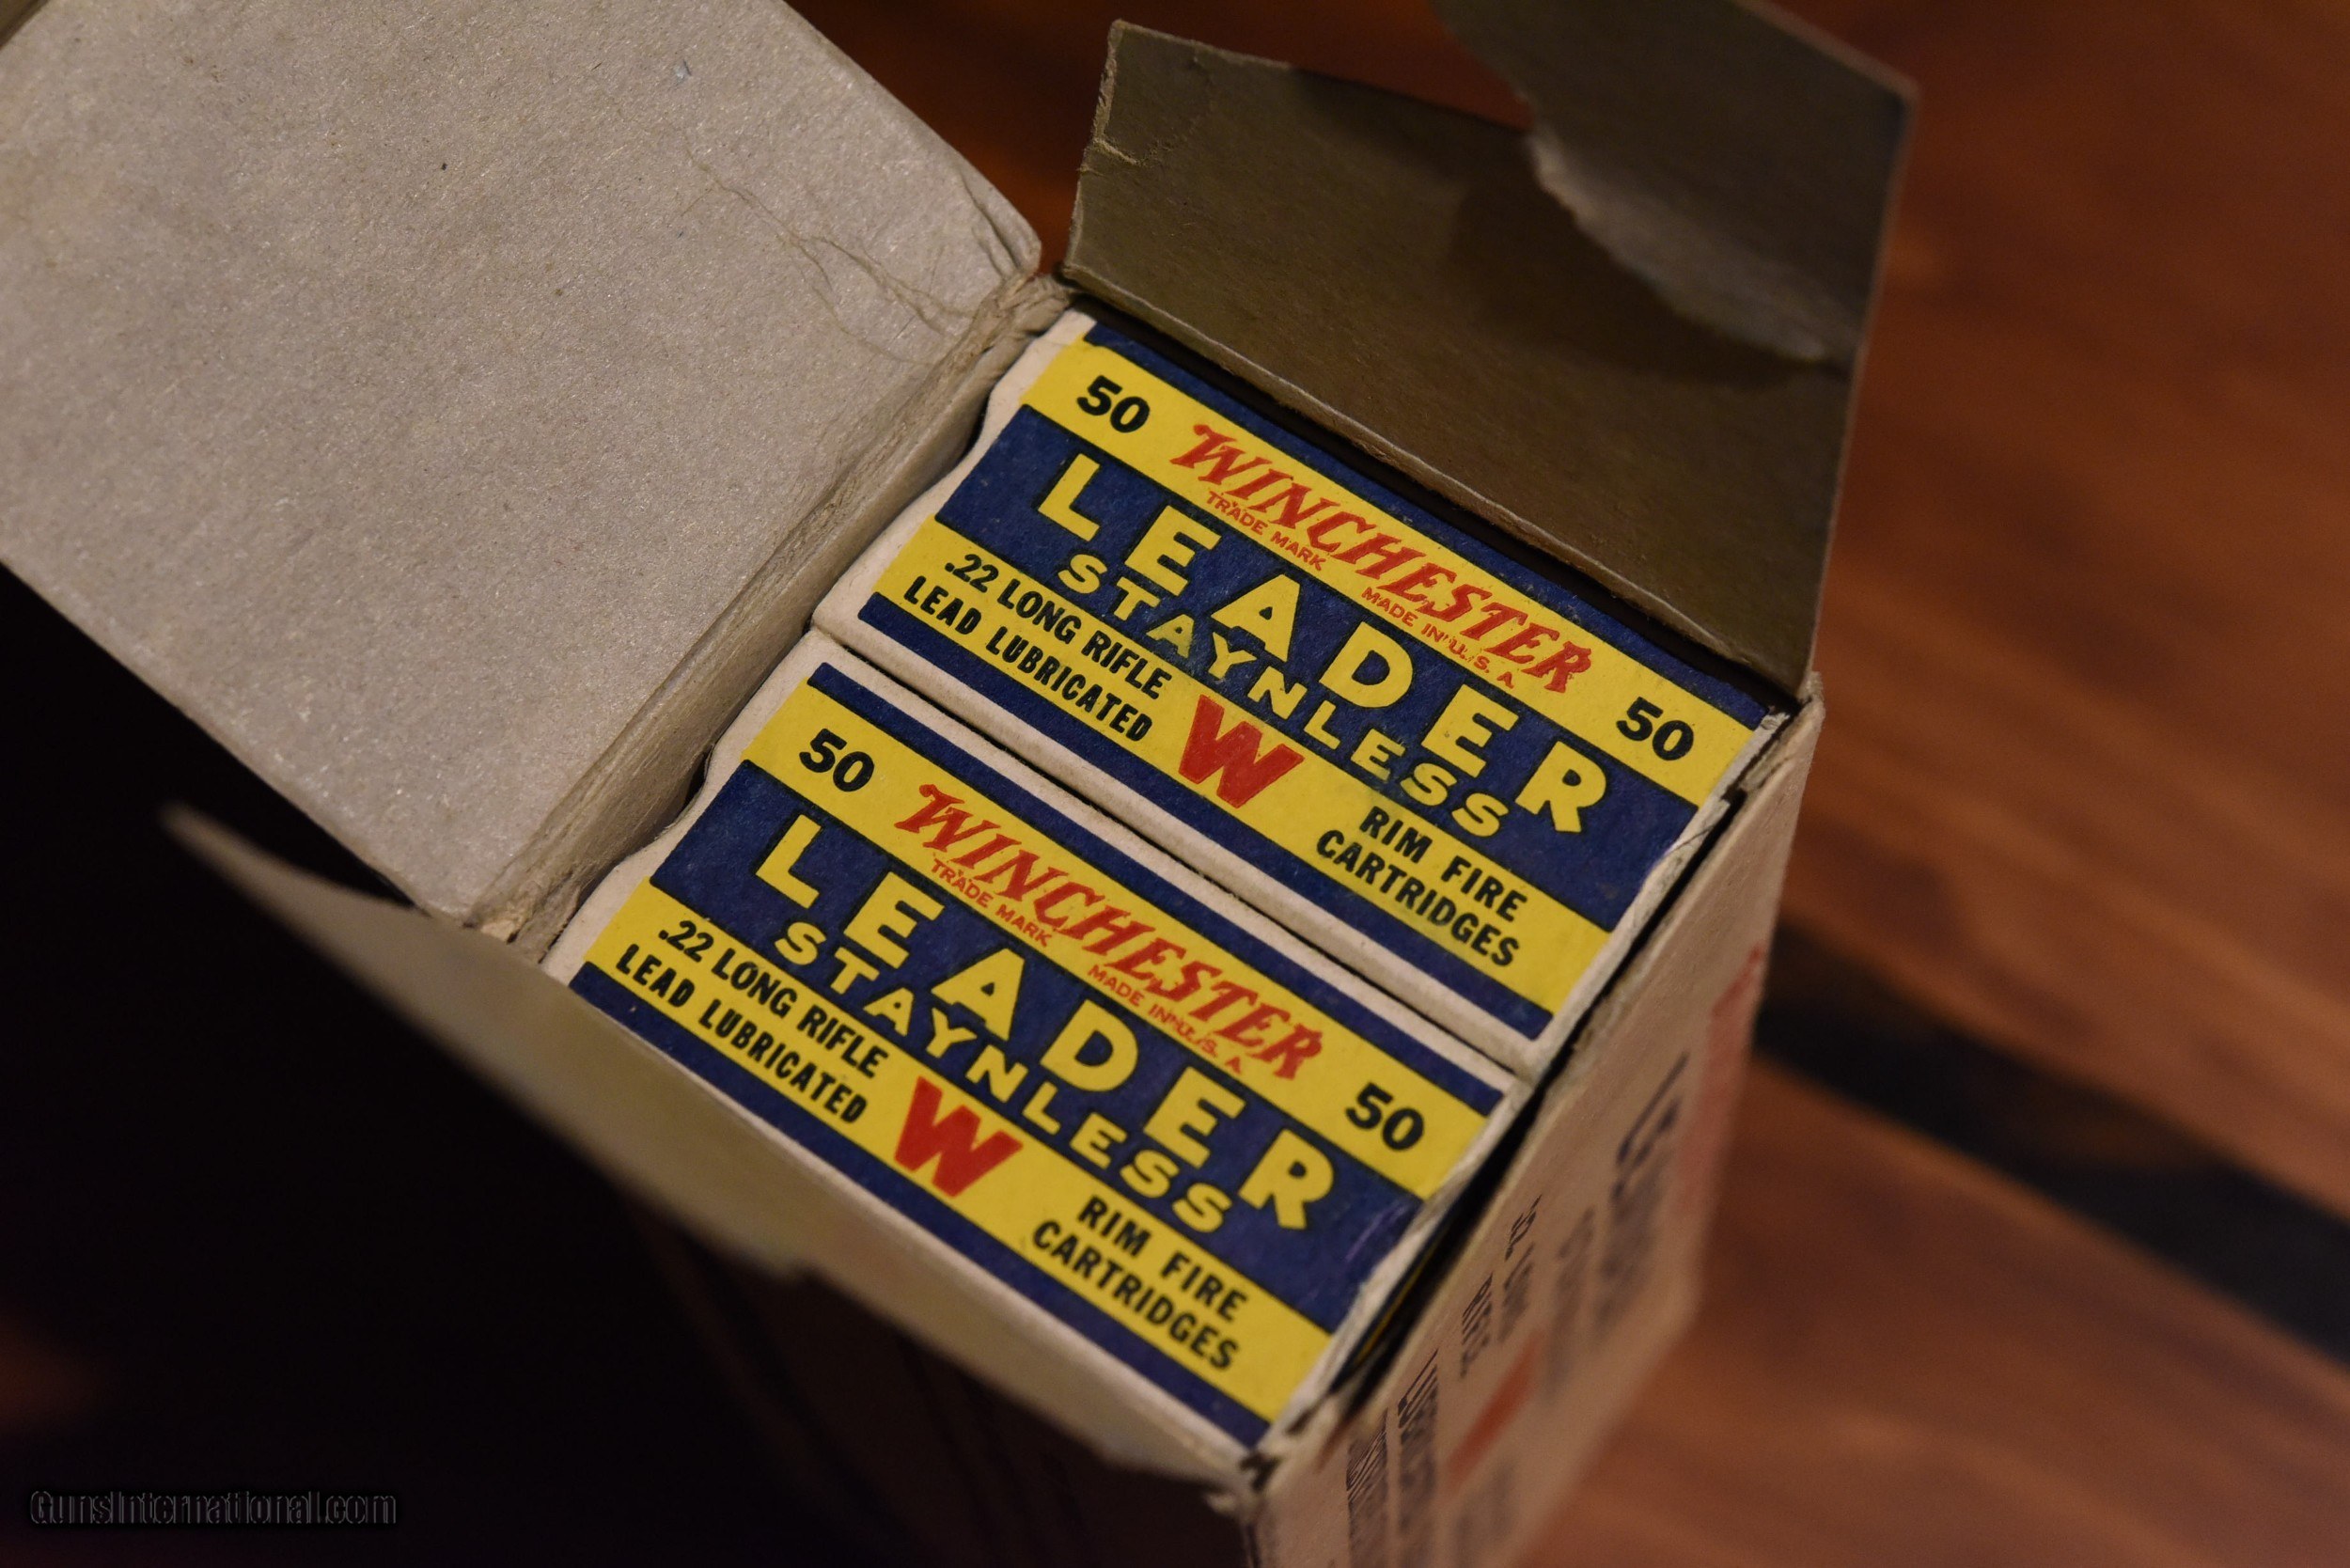 50 WINCHESTER 50
TRADE MARK MADE IN U.S.A.
LEADER
STAYNLESS
.22 LONG RIFLE
LEAD LUBRICATED
W
RIM FIRE
CARTRIDGES
50 WINCHESTER 50
TRADE MARK MADE IN U.S.A.
LEADER
STAYNLESS
.22 LONG RIFLE
LEAD LUBRICATED
W
RIM FIRE
CARTRIDGES
GunsInternational.com